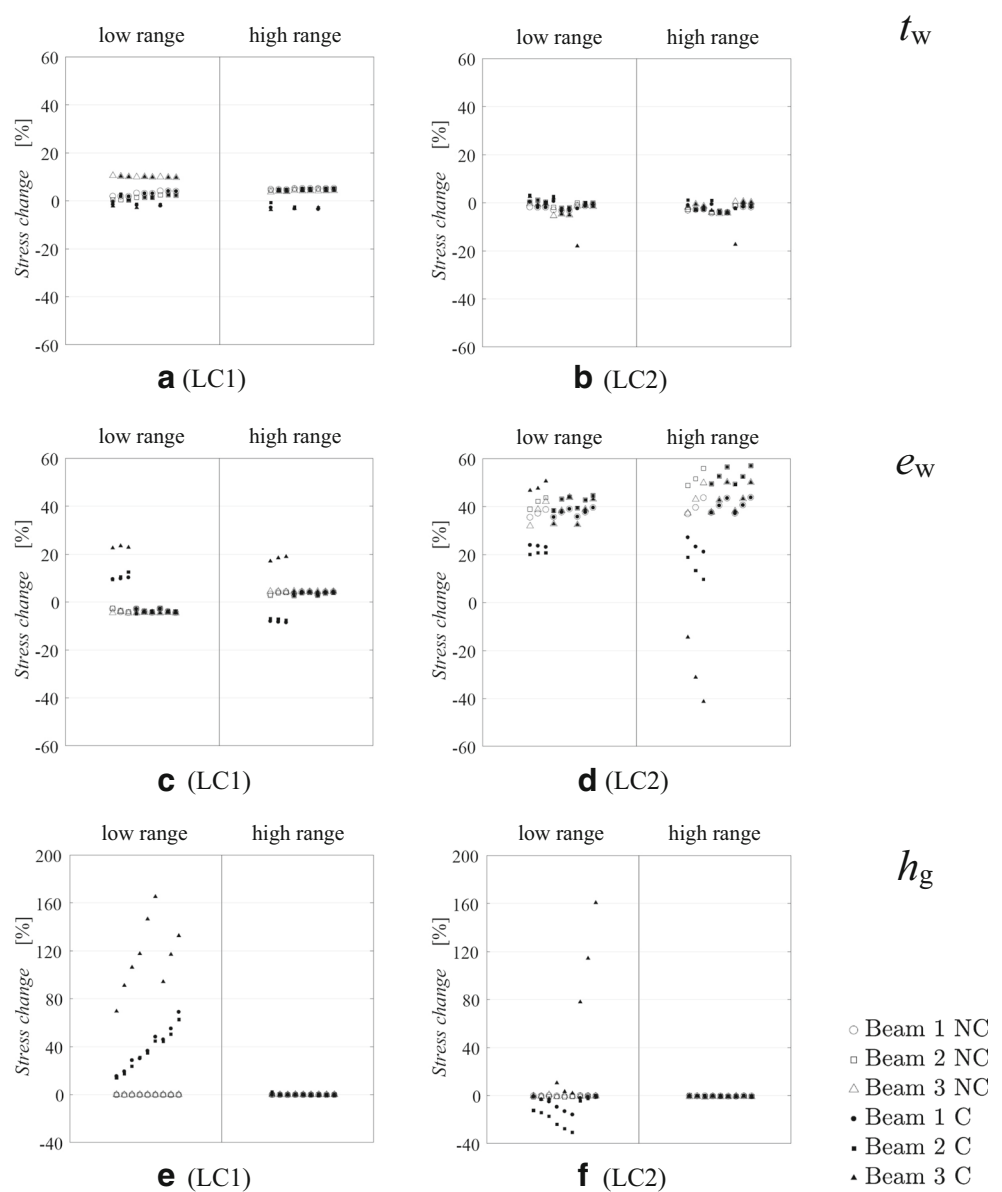 low range high range
t_w
60 60
40 40
20 20
0 0
-20 -20
-40 -40
-60 -60
Stress change [%] Stress change [%]
a (LC1) b (LC2)
low range high range low range high range
e_w
60 60
40 40
20 20
0 0
-20 -20
-40 -40
-60 -60
Stress change [%] Stress change [%]
c (LC1) d (LC2)
low range high range low range high range
h_g
200 200
160 160
120 120
80 80
40 40
0 0
-40 -40
Stress change [%] Stress change [%]
e (LC1) f (LC2)
Beam 1 NC
Beam 2 NC
Beam 3 NC
Beam 1 C
Beam 2 C
Beam 3 C